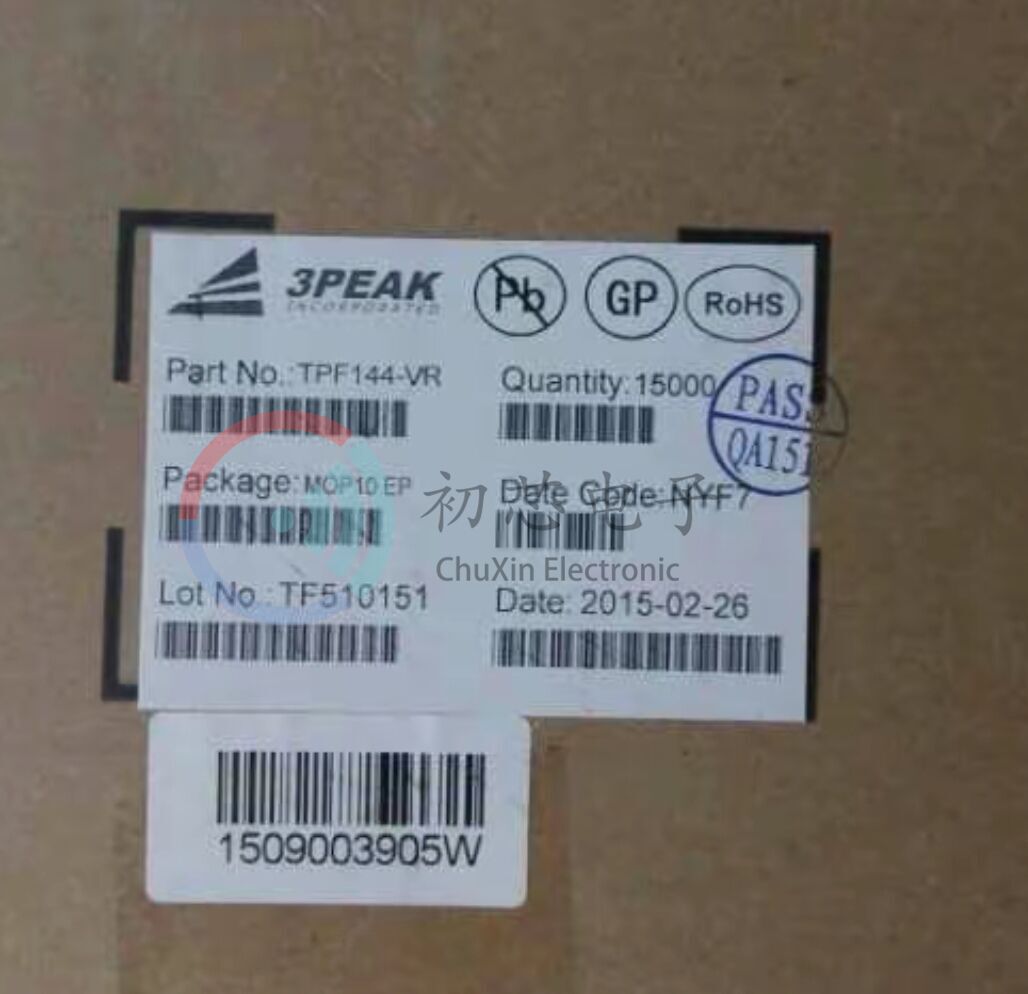 3PEAK
INCORPORATED
Pb
GP
RoHS
Part No.:TPF144-VR
Quantity:15000
PASS
QA151
Package:MOP10 EP
Date Code:NYF7
初芯电子
ChuXin Electronic
Lot No.:TF510151
Date: 2015-02-26
1509003905W